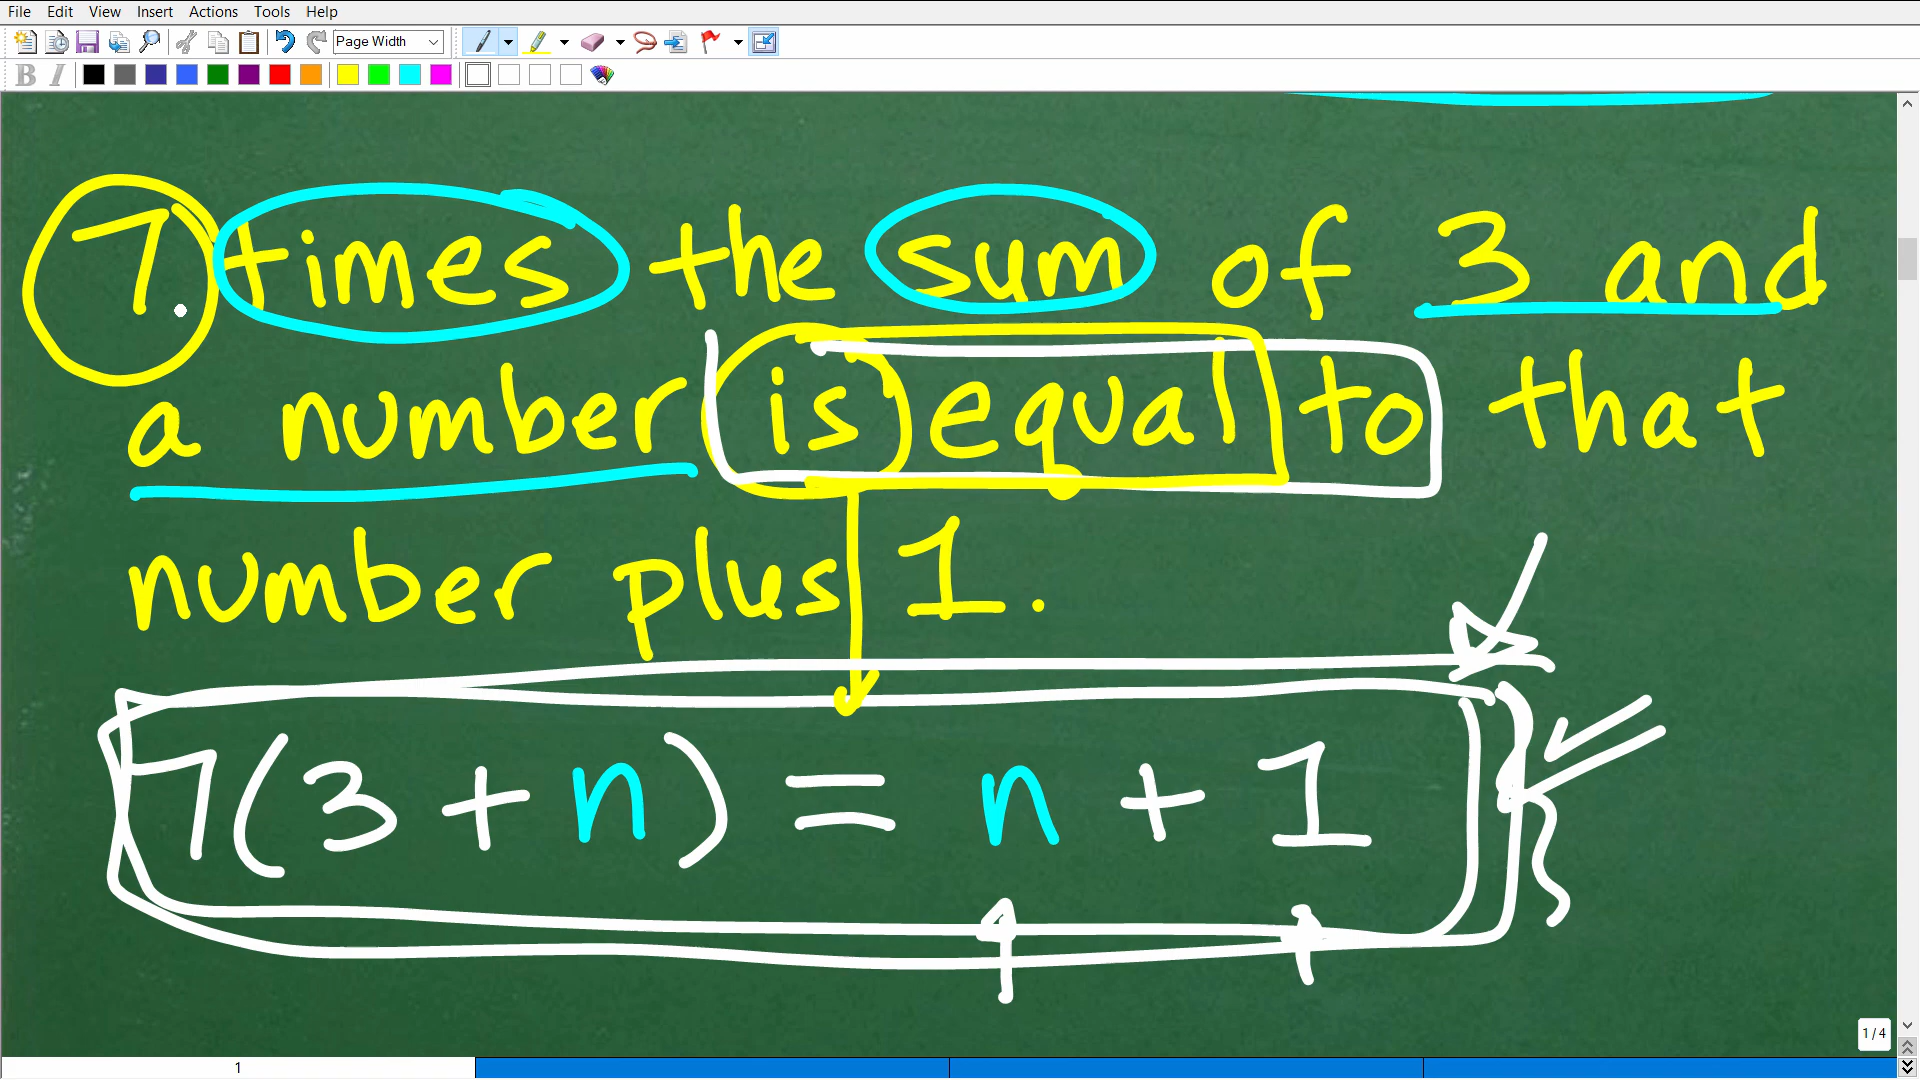 File Edit View Insert Actions Tools Help
Page Width
B I
7 times the sum of 3 and
a number is equal to that
number plus 1.
7(3 + n) = n + 1
1/4
1